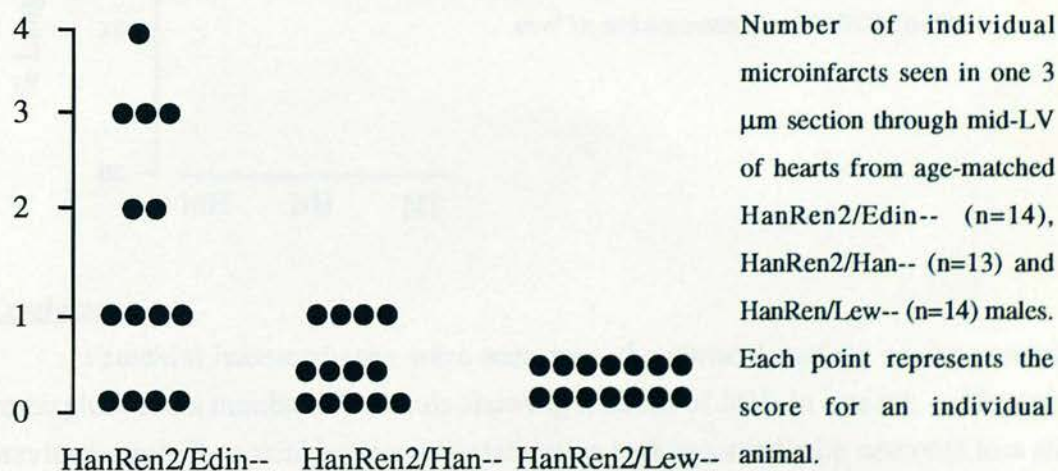 4
3
2
1
0
HanRen2/Edin-- HanRen2/Han-- HanRen2/Lew--
Number of individual
microinfarcts seen in one 3
μm section through mid-LV
of hearts from age-matched
HanRen2/Edin-- (n=14),
HanRen2/Han-- (n=13) and
HanRen/Lew-- (n=14) males.
Each point represents the
score for an individual
animal.